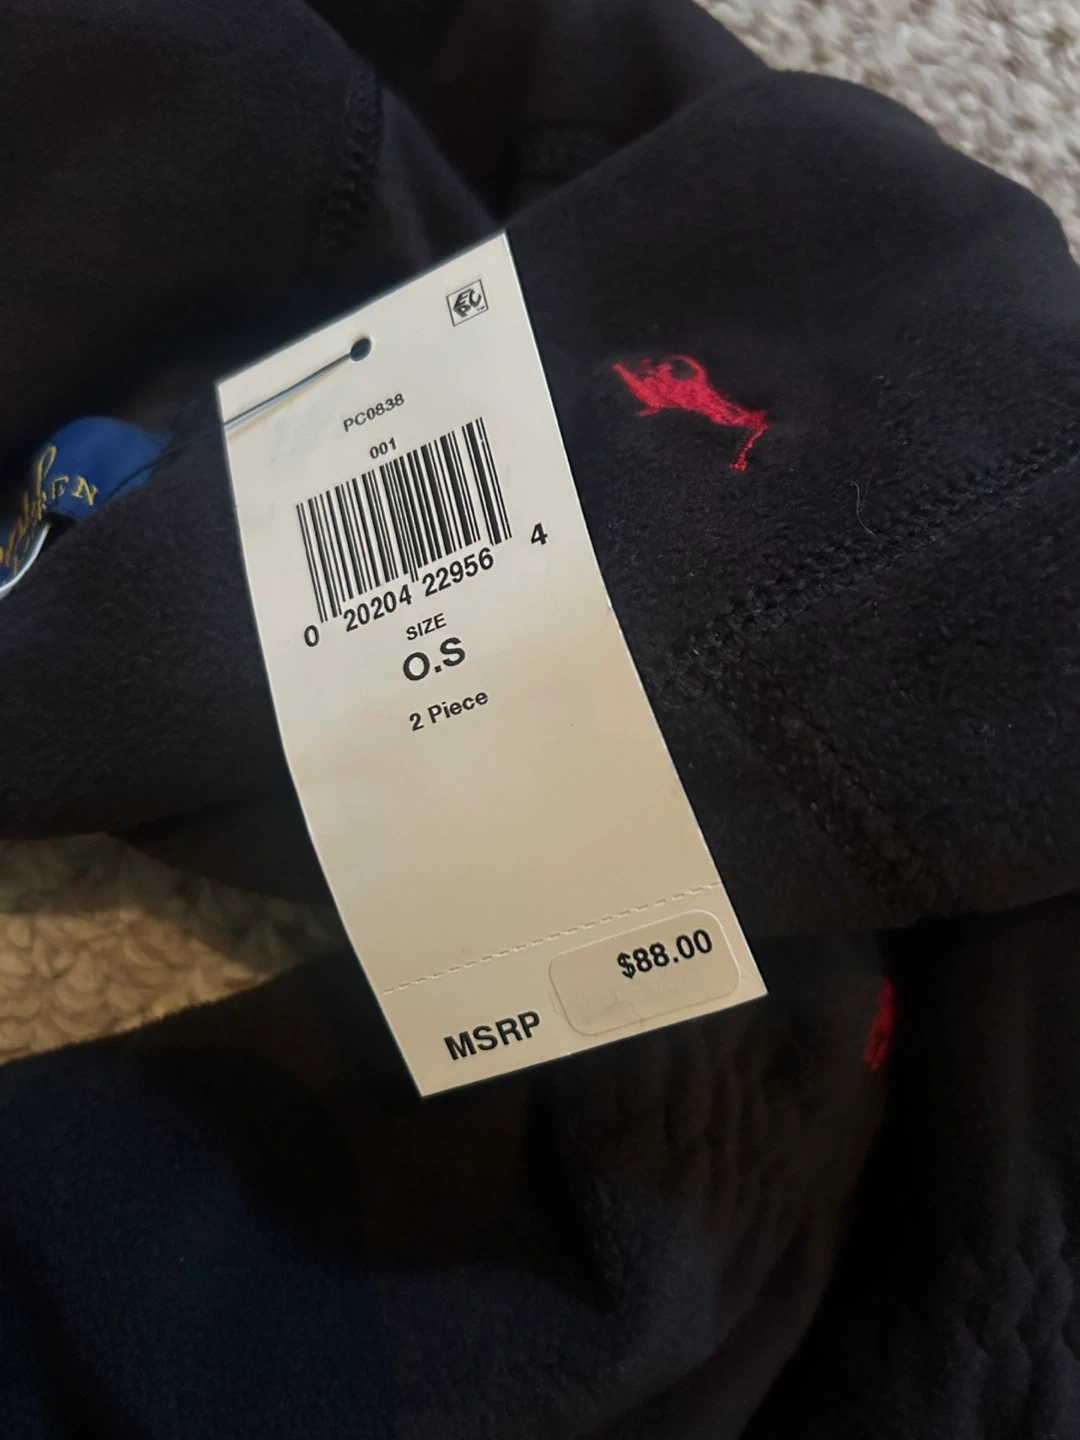 PC0838
001
0 20204 22956 4
SIZE
O.S
2 Piece
$88.00
MSRP